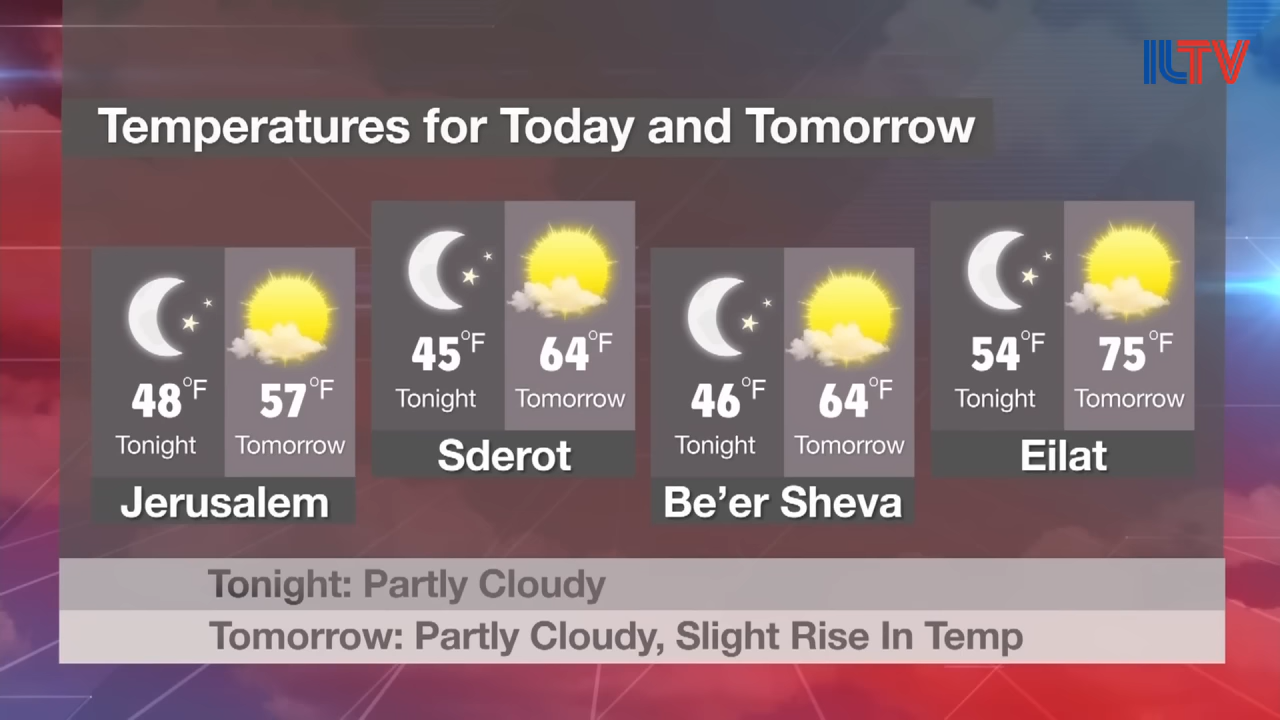 ILTV
Temperatures for Today and Tomorrow
48°F
Tonight
57°F
Tomorrow
Jerusalem
45°F
Tonight
64°F
Tomorrow
Sderot
46°F
Tonight
64°F
Tomorrow
Be’er Sheva
54°F
Tonight
75°F
Tomorrow
Eilat
Tonight: Partly Cloudy
Tomorrow: Partly Cloudy, Slight Rise In Temp